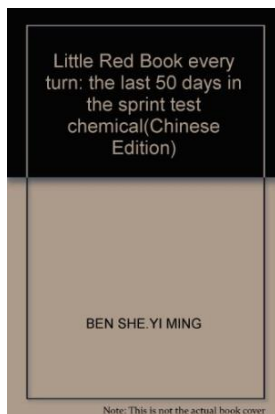 Little Red Book every
turn: the last 50 days in
the sprint test
chemical(Chinese
Edition)
BEN SHE.YI MING
Note: This is not the actual book cover